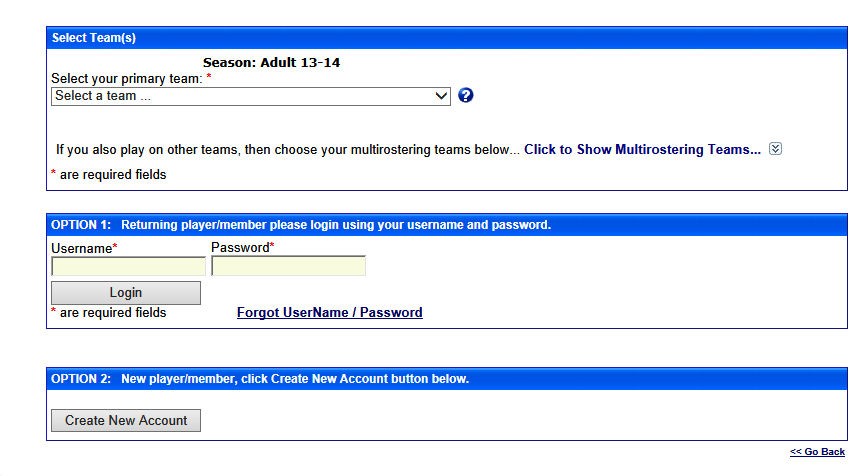 Select Team(s)
Season: Adult 13-14
Select your primary team: *
Select a team ...
?
If you also play on other teams, then choose your multirostering teams below... Click to Show Multirostering Teams...
* are required fields
OPTION 1: Returning player/member please login using your username and password.
Username* Password*
Login
* are required fields Forgot UserName / Password
OPTION 2: New player/member, click Create New Account button below.
Create New Account
<< Go Back